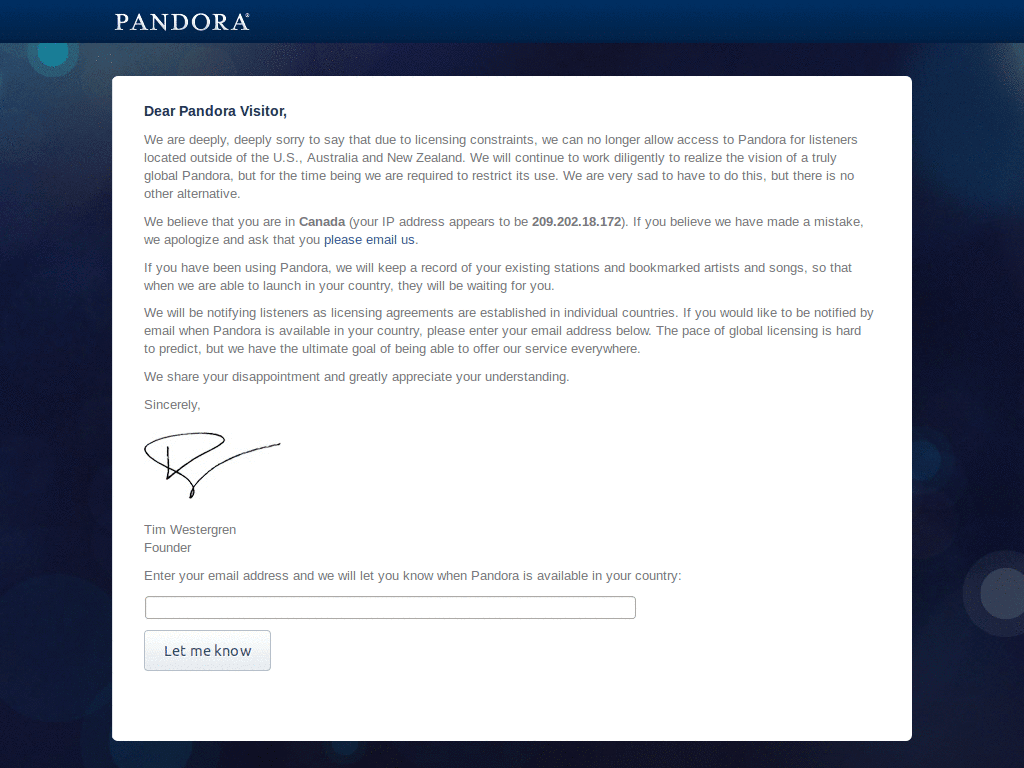 PANDORA®
Dear Pandora Visitor,
We are deeply, deeply sorry to say that due to licensing constraints, we can no longer allow access to Pandora for listeners
located outside of the U.S., Australia and New Zealand. We will continue to work diligently to realize the vision of a truly
global Pandora, but for the time being we are required to restrict its use. We are very sad to have to do this, but there is no
other alternative.
We believe that you are in Canada (your IP address appears to be 209.202.18.172). If you believe we have made a mistake,
we apologize and ask that you please email us.
If you have been using Pandora, we will keep a record of your existing stations and bookmarked artists and songs, so that
when we are able to launch in your country, they will be waiting for you.
We will be notifying listeners as licensing agreements are established in individual countries. If you would like to be notified by
email when Pandora is available in your country, please enter your email address below. The pace of global licensing is hard
to predict, but we have the ultimate goal of being able to offer our service everywhere.
We share your disappointment and greatly appreciate your understanding.
Sincerely,
Tim Westergren
Founder
Enter your email address and we will let you know when Pandora is available in your country:
Let me know